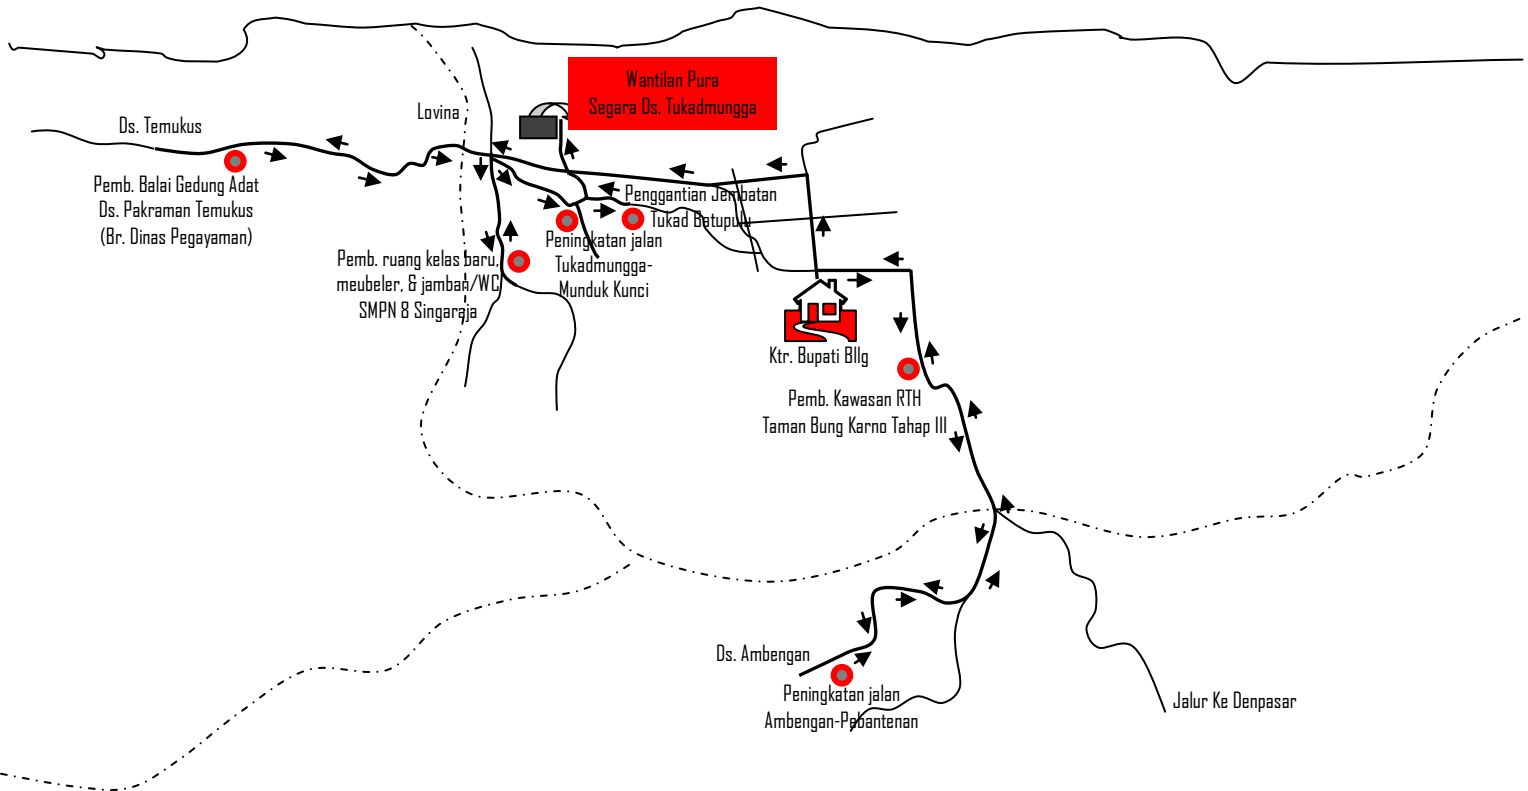 Wantilan Pura
Segara Ds. Tukadmungga
Lovina
Ds. Temukus
Pemb. Balai Gedung Adat
Ds. Pakraman Temukus
(Br. Dinas Pegayaman)
Penggantian Jembatan
Tukad Batupulu
Peningkatan jalan
Tukadmungga-
Munduk Kunci
Pemb. ruang kelas baru,
meubeler, & jamban/WC
SMPN 8 Singaraja
Ktr. Bupati Bllg
Pemb. Kawasan RTH
Taman Bung Karno Tahap III
Ds. Ambengan
Peningkatan jalan
Ambengan-Pabantenan
Jalur Ke Denpasar